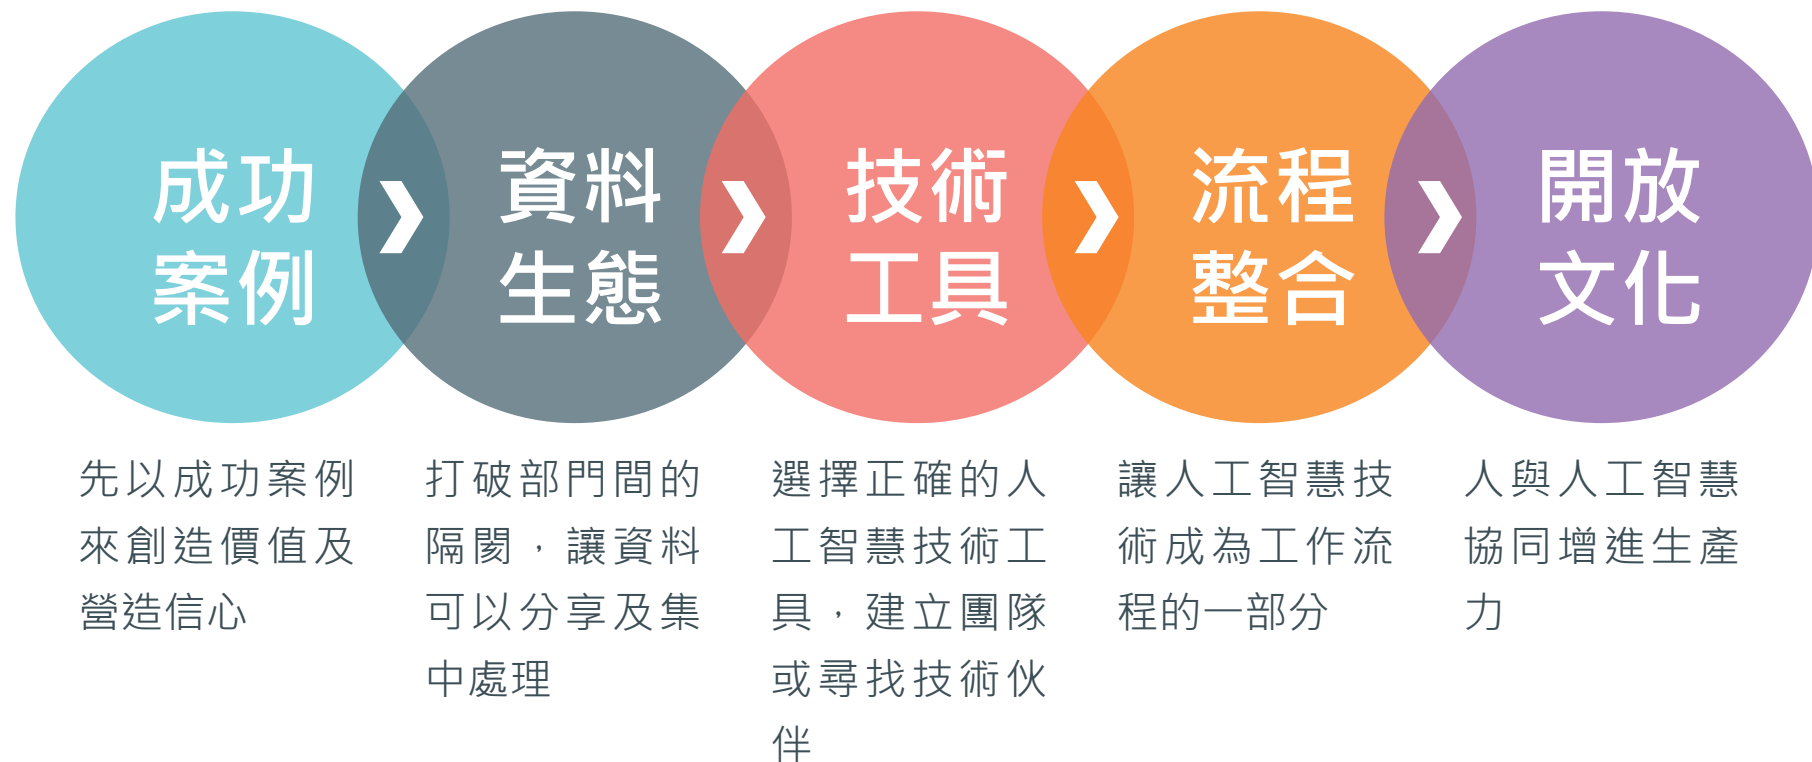 成功
案例
資料
生態
技術
工具
流程
整合
開放
文化
先以成功案例
來創造價值及
營造信心
打破部門間的
隔閡，讓資料
可以分享及集
中處理
選擇正確的人
工智慧技術工
具，建立團隊
或尋找技術伙
伴
讓人工智慧技
術成為工作流
程的一部分
人與人工智慧
協同增進生產
力